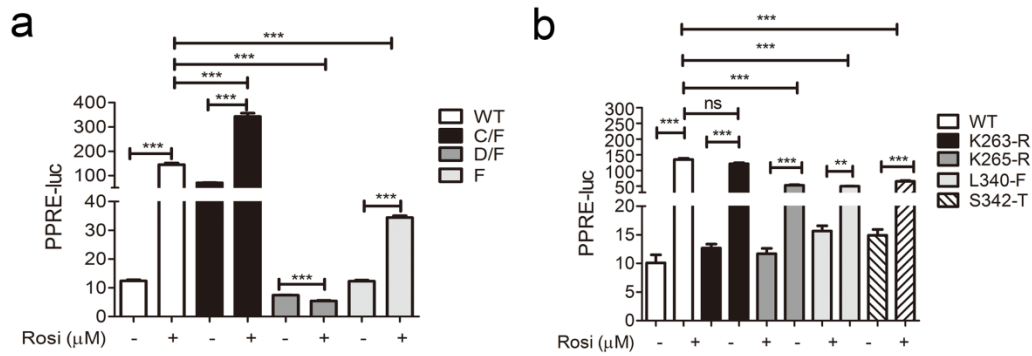 a
***
***
***
***
***
***
***
PPRE-luc
400
300
200
100
40
30
20
10
0
Rosi (μM) - + - + - + - +
WT
C/F
D/F
F
b
***
***
***
ns
***
***
***
**
***
PPRE-luc
300
250
200
150
100
50
20
15
10
5
0
Rosi (μM) - + - + - + - + - +
WT
K263-R
K265-R
L340-F
S342-T